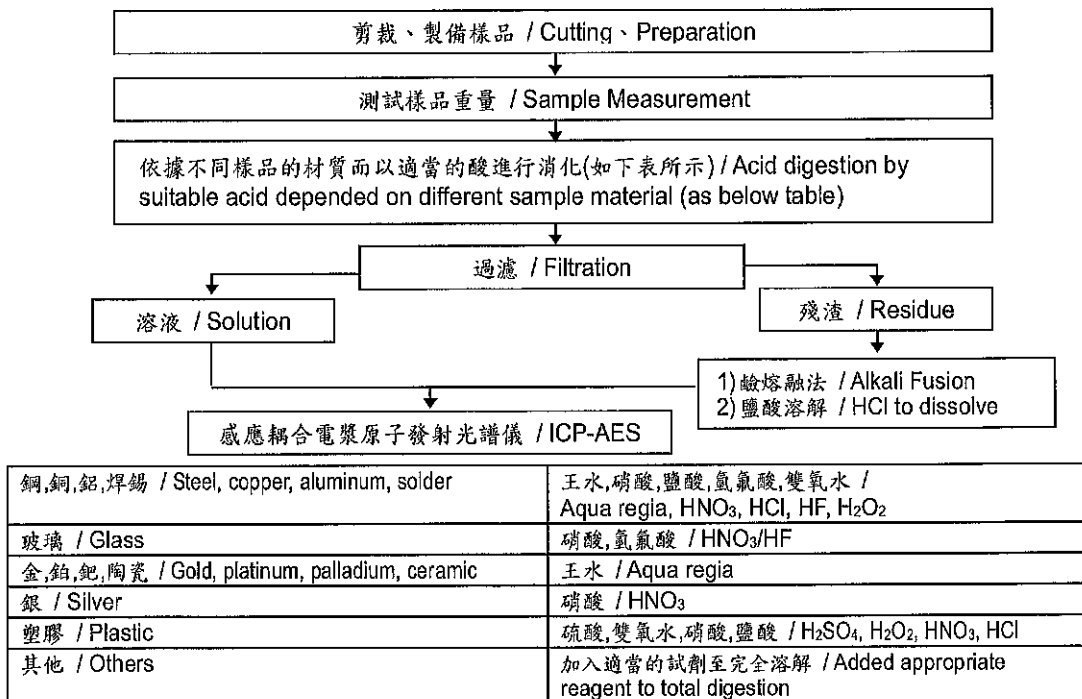 剪裁、製備樣品 / Cutting、Preparation
測試樣品重量 / Sample Measurement
依據不同樣品的材質而以適當的酸進行消化(如下表所示) / Acid digestion by
suitable acid depended on different sample material (as below table)
過濾 / Filtration
溶液 / Solution
殘渣 / Residue
1)鹼熔融法 / Alkali Fusion
2)鹽酸溶解 / HCl to dissolve
感應耦合電漿原子發射光譜儀 / ICP-AES
鋼,銅,鋁,焊錫 / Steel, copper, aluminum, solder
王水,硝酸,鹽酸,氫氟酸,雙氧水 /
Aqua regia, HNO₃, HCl, HF, H₂O₂
玻璃 / Glass
硝酸,氫氟酸 / HNO₃/HF
金,鉑,鈀,陶瓷 / Gold, platinum, palladium, ceramic
王水 / Aqua regia
銀 / Silver
硝酸 / HNO₃
塑膠 / Plastic
硫酸,雙氧水,硝酸,鹽酸 / H₂SO₄, H₂O₂, HNO₃, HCl
其他 / Others
加入適當的試劑至完全溶解 / Added appropriate
reagent to total digestion